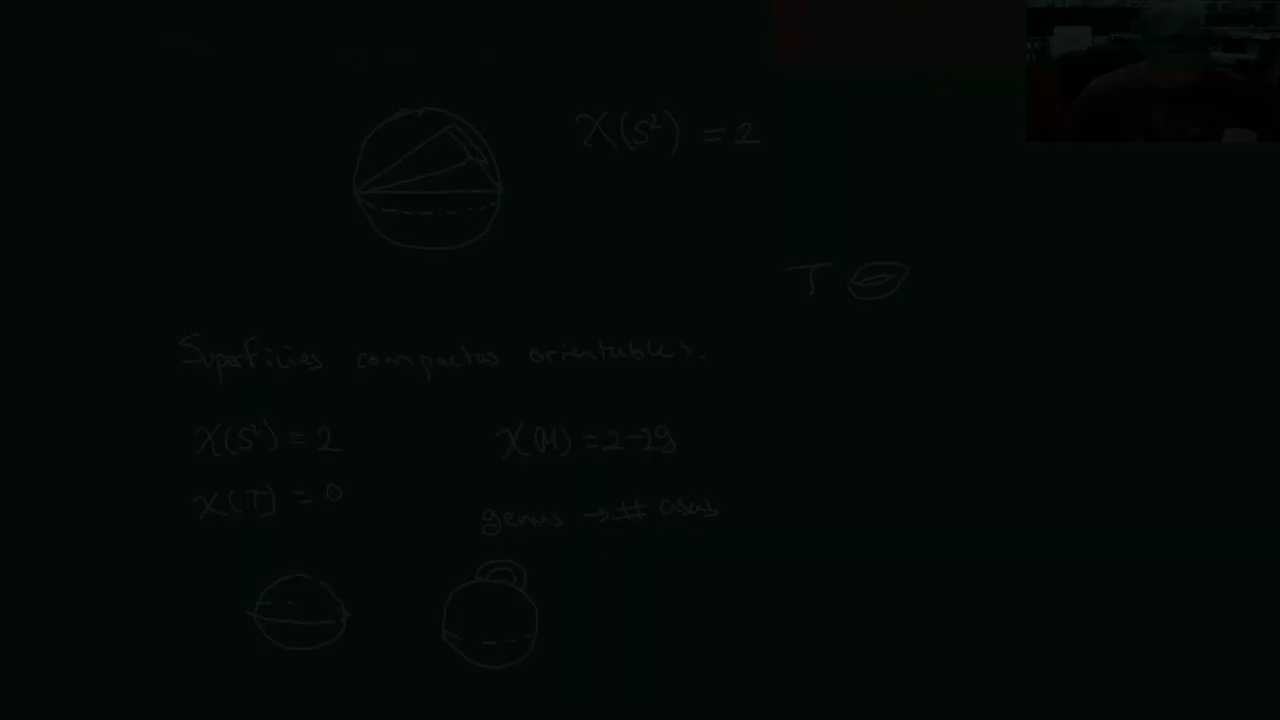 χ(S²) = 2
T
Superficies compactas orientables.
χ(S²) = 2
χ(M) = 2-2g
χ(T) = 0
genus → # asas